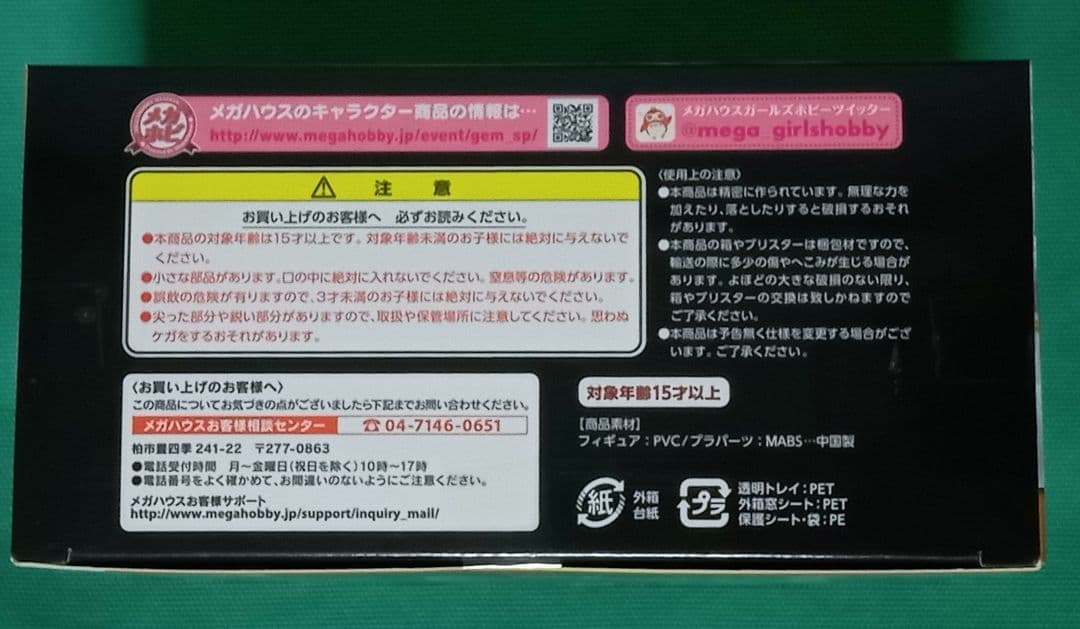 メガホビ
メガハウスのキャラクター商品の情報は…
http://www.megahobby.jp/event/gem_sp/
メガハウスガールズホビーツイッター
@mega_girlshobby
注 意
お買い上げのお客様へ 必ずお読みください。
●本商品の対象年齢は15才以上です。対象年齢未満のお子様には絶対に与えないで
ください。
●小さな部品があります。口の中に絶対に入れないでください。窒息等の危険があります。
●誤飲の危険が有りますので、3才未満のお子様には絶対に与えないでください。
●尖った部分や鋭い部分がありますので、取扱や保管場所に注意してください。思わぬ
ケガをするおそれがあります。
〈使用上の注意〉
●本商品は精密に作られています。無理な力を
加えたり、落としたりすると破損するおそれ
があります。
●本商品の箱やブリスターは梱包材ですので、
輸送の際に多少の傷やへこみが生じる場合が
あります。よほどの大きな破損のない限り、
箱やブリスターの交換は致しかねますので
ご了承ください。
●本商品は予告無く仕様を変更する場合がござ
います。ご了承ください。
〈お買い上げのお客様へ〉
この商品についてお気づきの点がございましたら下記までお問い合わせください。
メガハウスお客様相談センター ☎04-7146-0651
柏市豊四季 241-22 〒277-0863
●電話受付時間 月〜金曜日(祝日を除く)10時〜17時
●電話番号をよく確かめて、お間違いのないようにご注意ください。
メガハウスお客様サポート
http://www.megahobby.jp/support/inquiry_mail/
対象年齢15才以上
【商品素材】
フィギュア：PVC/プラパーツ：MABS…中国製
紙
外箱
台紙
プラ
透明トレイ：PET
外箱窓シート：PET
保護シート・袋：PE